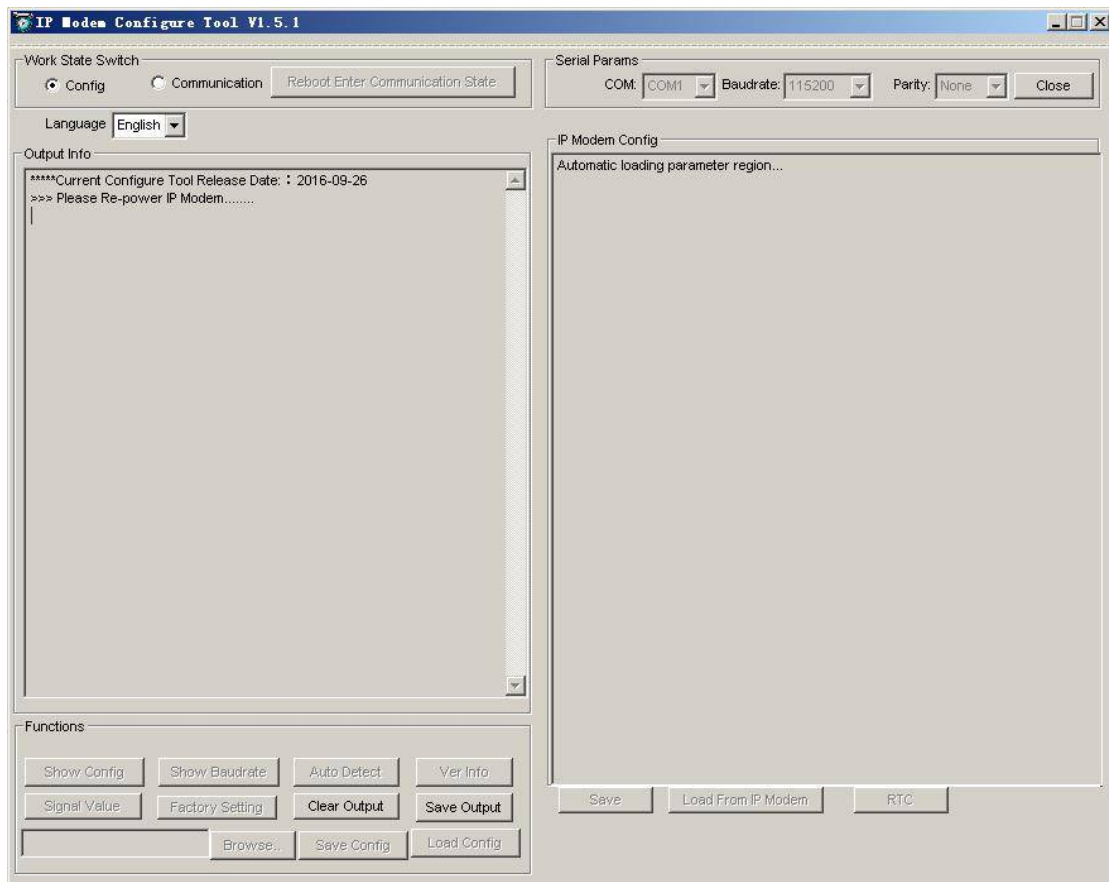 IP Modem Configure Tool V1.5.1
Work State Switch
Config
Communication
Reboot Enter Communication State
Serial Params
COM: COM1
Baudrate: 115200
Parity: None
Close
Language English
Output Info
*****Current Configure Tool Release Date: : 2016-09-26
>>> Please Re-power IP Modem........
IP Modem Config
Automatic loading parameter region...
Functions
Show Config
Show Baudrate
Auto Detect
Ver Info
Signal Value
Factory Setting
Clear Output
Save Output
Browse..
Save Config
Load Config
Save
Load From IP Modem
RTC